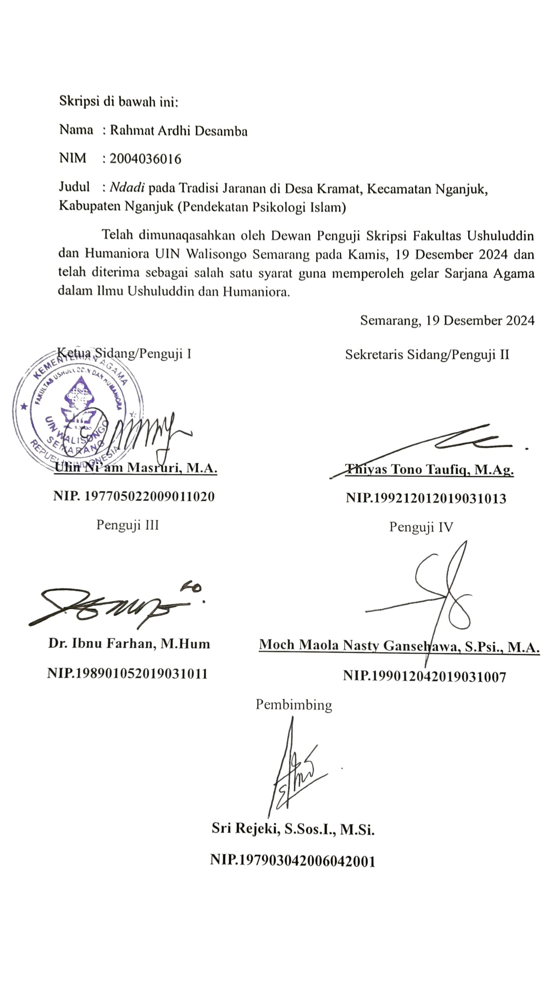 Skripsi di bawah ini:
Nama : Rahmat Ardhi Desamba
NIM : 2004036016
Judul : Ndadi pada Tradisi Jaranan di Desa Kramat, Kecamatan Nganjuk,
Kabupaten Nganjuk (Pendekatan Psikologi Islam)
Telah dimunaqasahkan oleh Dewan Penguji Skripsi Fakultas Ushuluddin
dan Humaniora UIN Walisongo Semarang pada Kamis, 19 Desember 2024 dan
telah diterima sebagai salah satu syarat guna memperoleh gelar Sarjana Agama
dalam Ilmu Ushuluddin dan Humaniora.
Semarang, 19 Desember 2024
Ketua Sidang/Penguji I
Sekretaris Sidang/Penguji II
KEMENTERIAN AGAMA
FAKULTAS USHULUDDIN DAN HUMANIORA
UIN WALISONGO
SEMARANG
REPUBLIK INDONESIA
Ulin Ni'am Masruri, M.A.
Thiyas Tono Taufiq, M.Ag.
NIP. 197705022009011020
NIP.199212012019031013
Penguji III
Penguji IV
Dr. Ibnu Farhan, M.Hum
Moch Maola Nasty Gansehawa, S.Psi., M.A.
NIP.198901052019031011
NIP.199012042019031007
Pembimbing
Sri Rejeki, S.Sos.I., M.Si.
NIP.197903042006042001